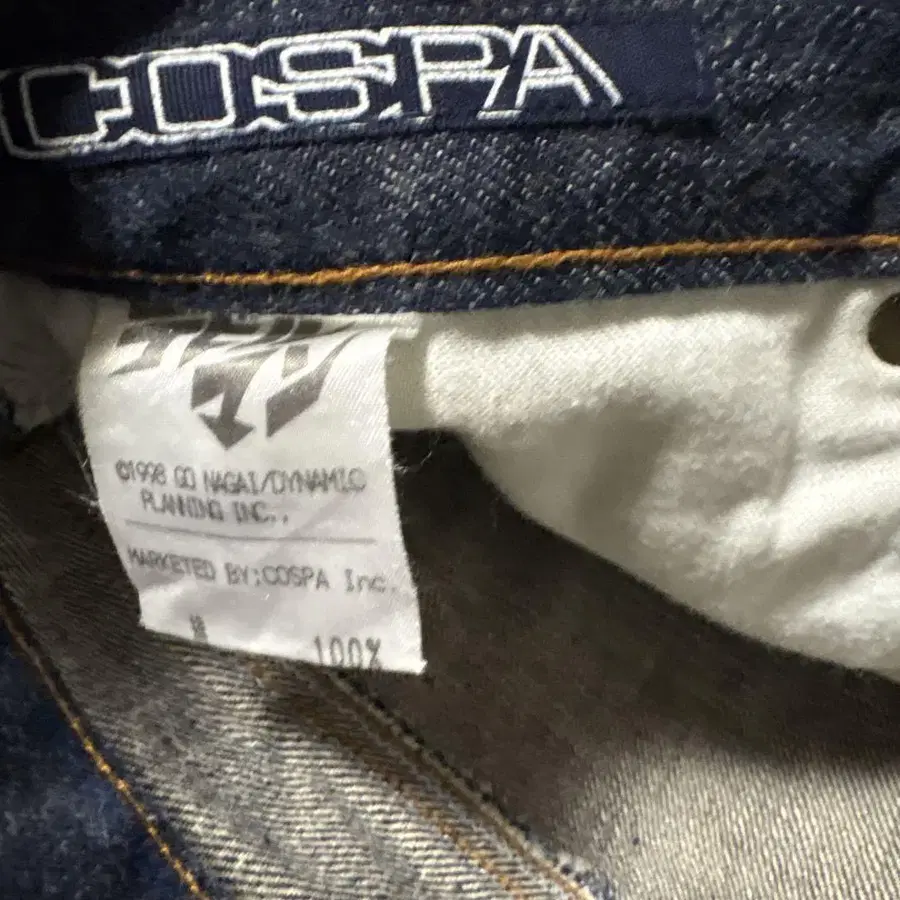 COSPA
©1998 GO NAGAI/DYNAMIC
PLANNING INC.,
MARKETED BY:COSPA Inc.
100%